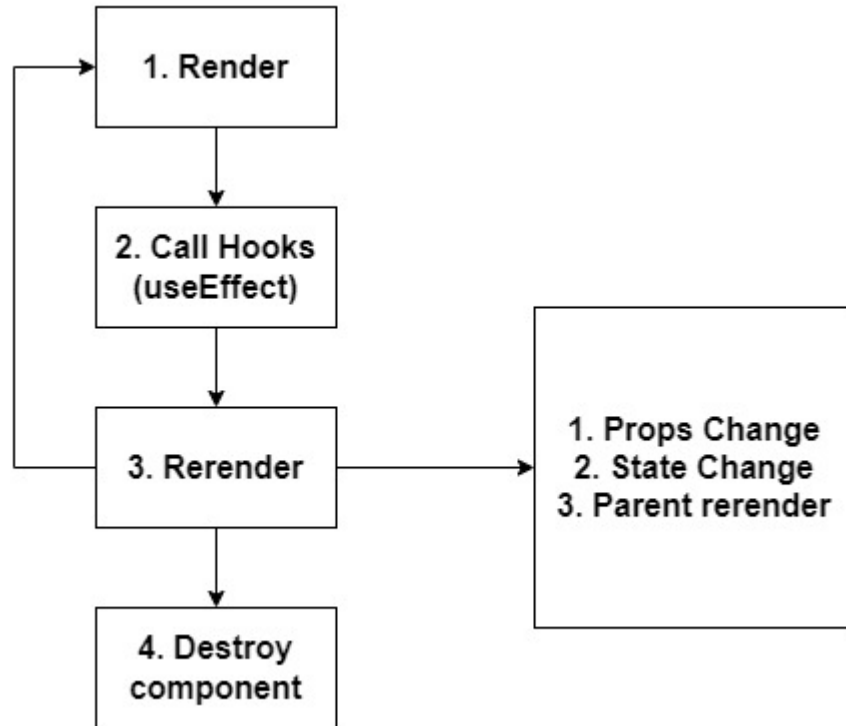 1. Render
2. Call Hooks
(useEffect)
3. Rerender
1. Props Change
2. State Change
3. Parent rerender
4. Destroy
component